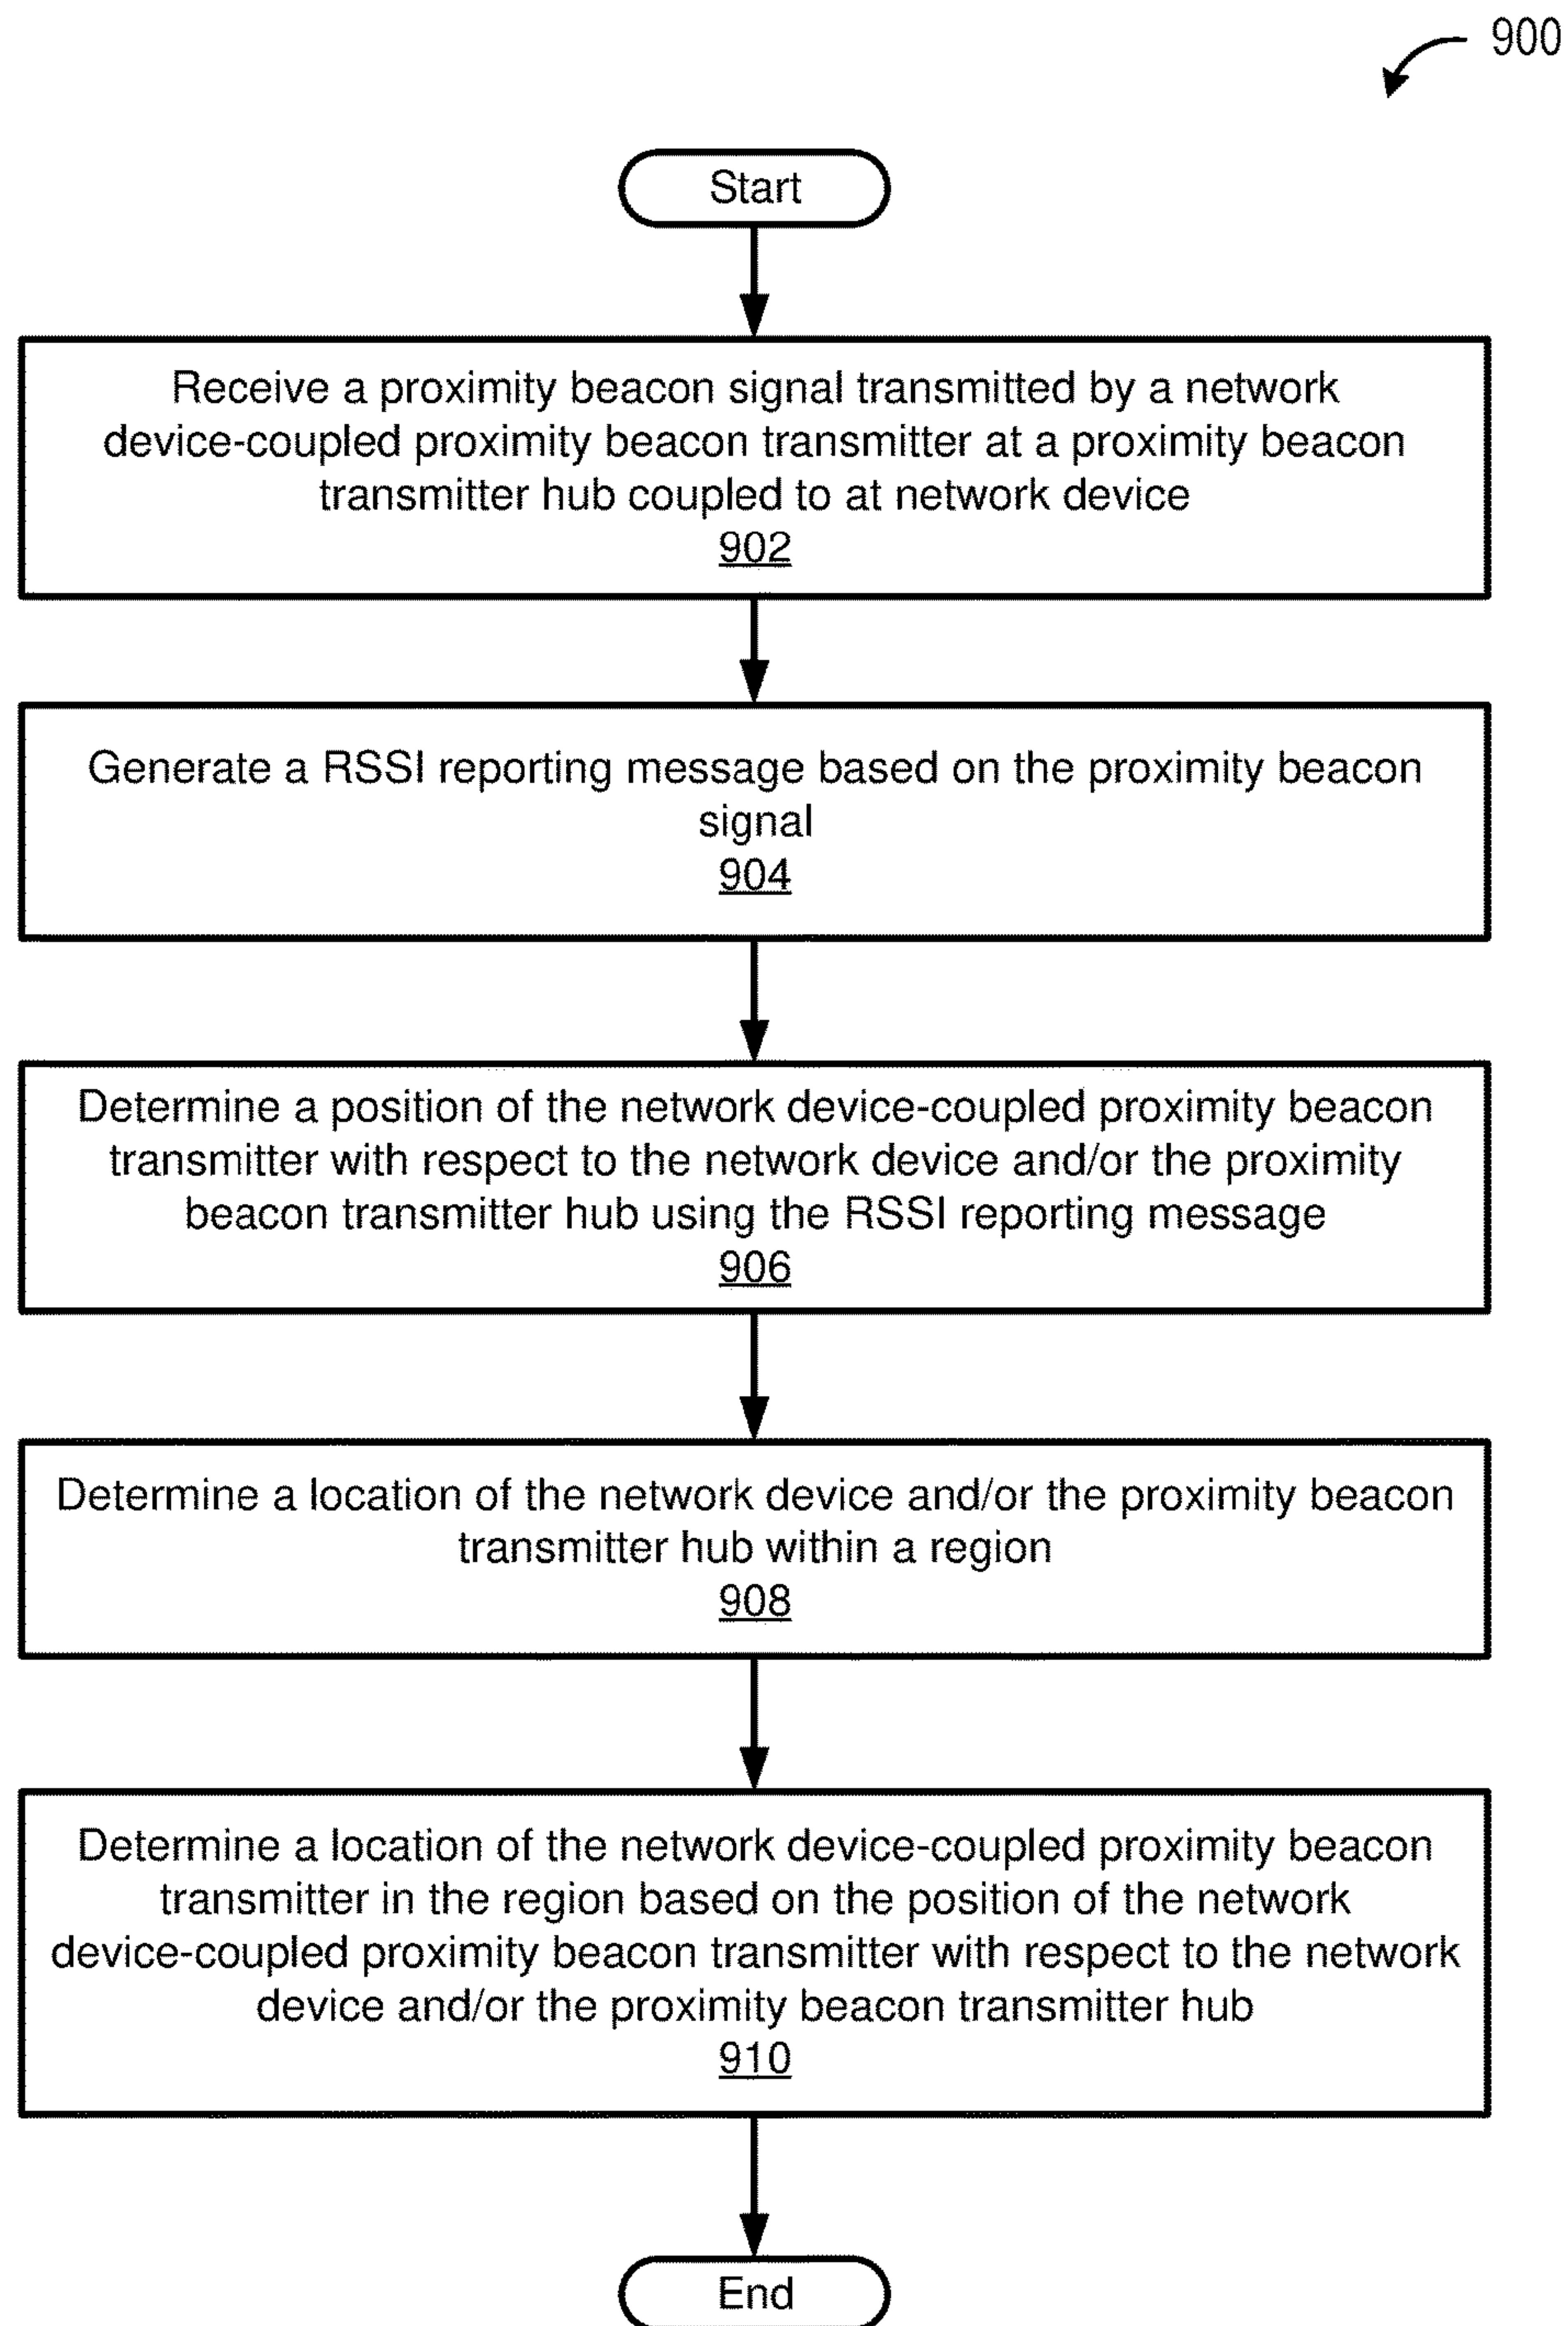 900
Start
Receive a proximity beacon signal transmitted by a network
device-coupled proximity beacon transmitter at a proximity beacon
transmitter hub coupled to at network device
902
Generate a RSSI reporting message based on the proximity beacon
signal
904
Determine a position of the network device-coupled proximity beacon
transmitter with respect to the network device and/or the proximity
beacon transmitter hub using the RSSI reporting message
906
Determine a location of the network device and/or the proximity beacon
transmitter hub within a region
908
Determine a location of the network device-coupled proximity beacon
transmitter in the region based on the position of the network
device-coupled proximity beacon transmitter with respect to the network
device and/or the proximity beacon transmitter hub
910
End